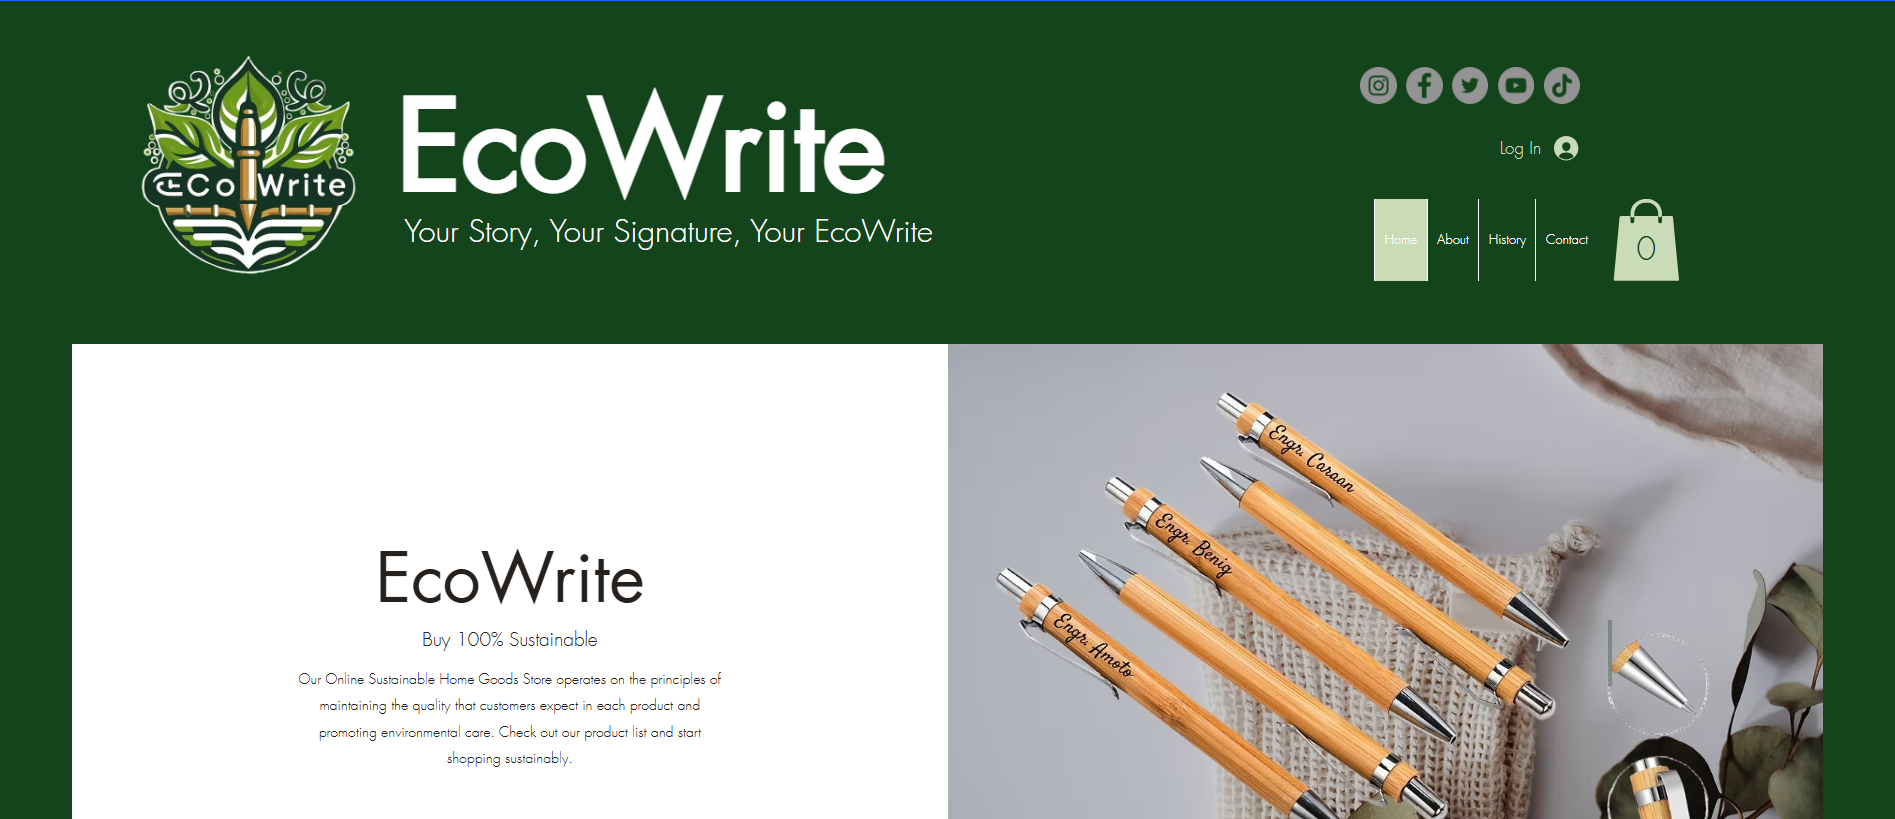 ECo Write
EcoWrite
Your Story, Your Signature, Your EcoWrite
Log In
Home
About
History
Contact
0
EcoWrite
Buy 100% Sustainable
Our Online Sustainable Home Goods Store operates on the principles of
maintaining the quality that customers expect in each product and
promoting environmental care. Check out our product list and start
shopping sustainably.
Engr. Caraan
Engr. Benig
Engr. Amoto